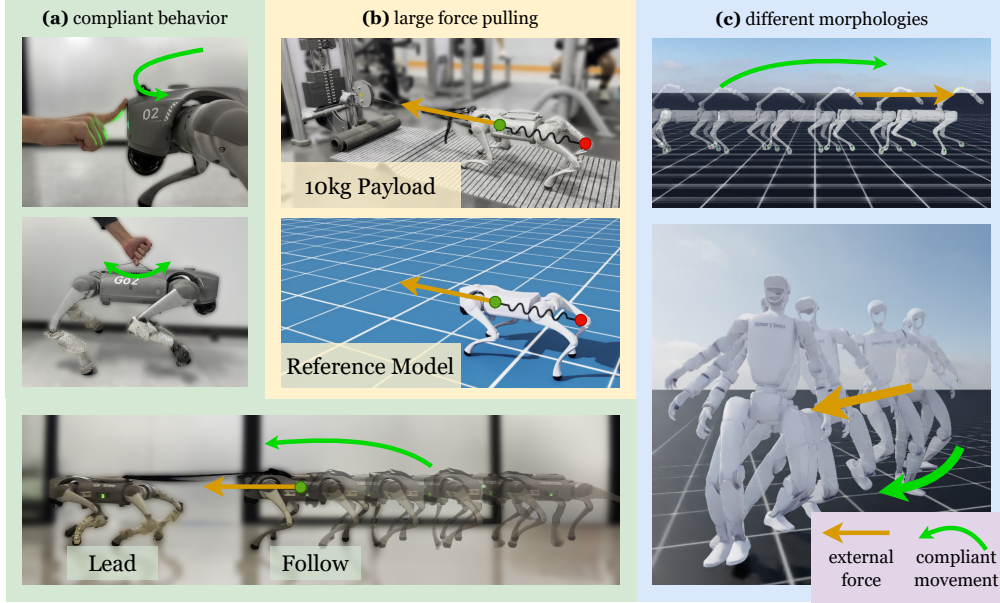 (a) compliant behavior
(b) large force pulling
(c) different morphologies
02
Go2
10kg Payload
Reference Model
Lead
Follow
external
force
compliant
movement